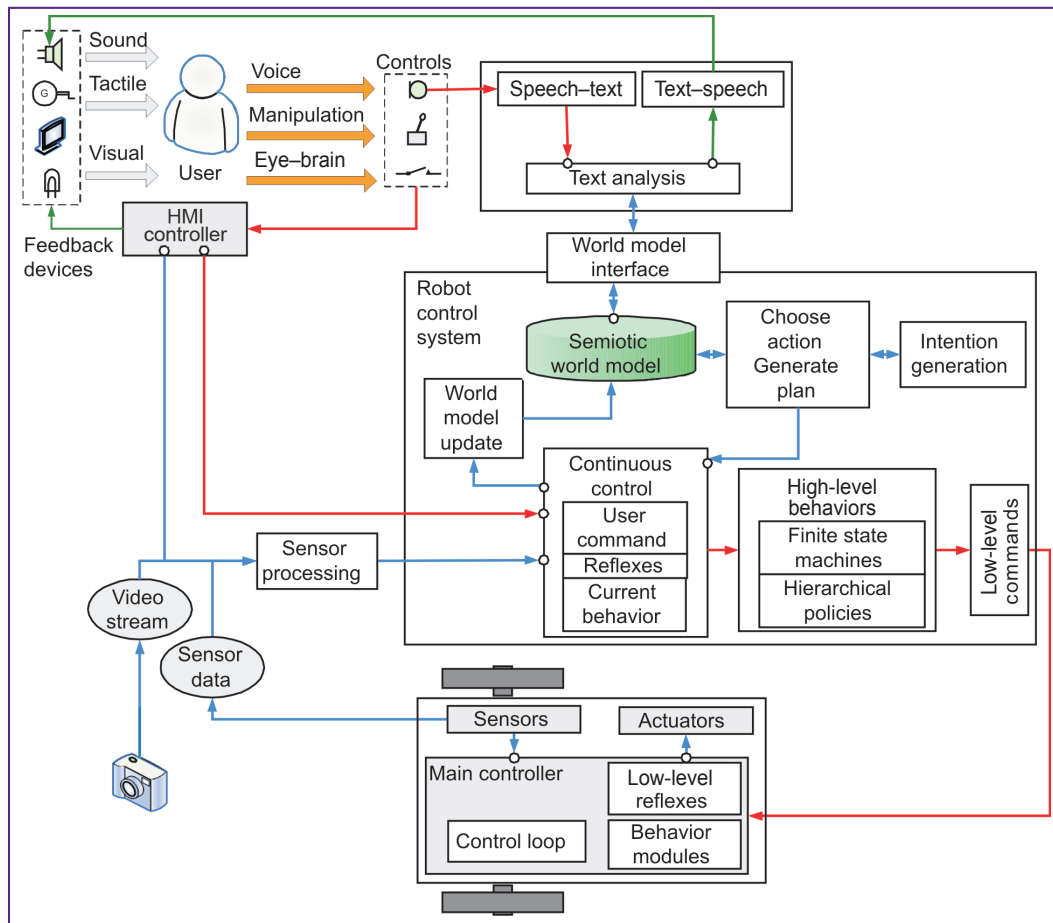 Sound
Tactile
Visual
G
User
Voice
Manipulation
Eye–brain
Controls
Speech–text
Text–speech
Text analysis
HMI
controller
Feedback
devices
World model
interface
Robot
control
system
Semiotic
world model
Choose
action
Generate
plan
Intention
generation
World
model
update
Continuous
control
User
command
Reflexes
Current
behavior
High-level
behaviors
Finite state
machines
Hierarchical
policies
Low-level
commands
Sensor
processing
Video
stream
Sensor
data
Sensors
Actuators
Main controller
Low-level
reflexes
Control loop
Behavior
modules